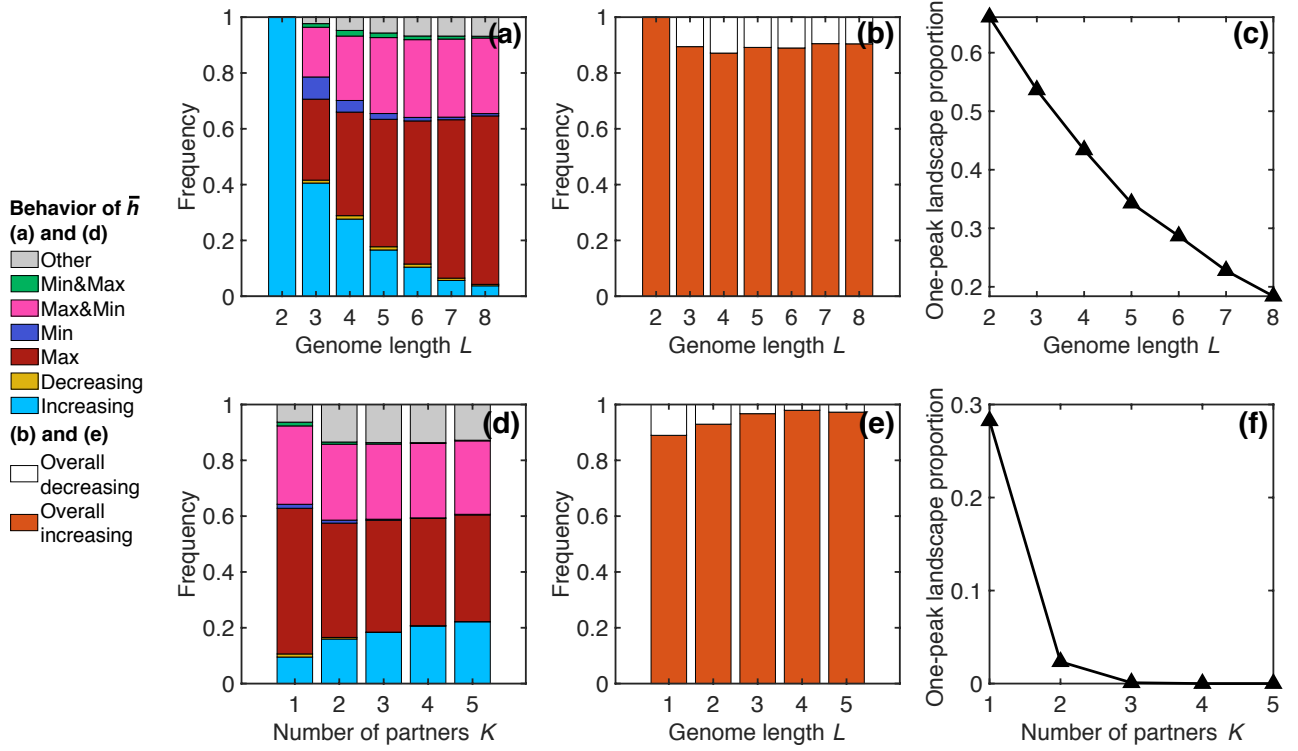 Behavior of h̄
(a) and (d)
Other
Min&Max
Max&Min
Min
Max
Decreasing
Increasing
(b) and (e)
Overall
decreasing
Overall
increasing
(a)
Frequency
1
0.8
0.6
0.4
0.2
0
2 3 4 5 6 7 8
Genome length L
(b)
Frequency
1
0.8
0.6
0.4
0.2
0
2 3 4 5 6 7 8
Genome length L
(c)
One-peak landscape proportion
0.6
0.5
0.4
0.3
0.2
2 3 4 5 6 7 8
Genome length L
(d)
Frequency
1
0.8
0.6
0.4
0.2
0
1 2 3 4 5
Number of partners K
(e)
Frequency
1
0.8
0.6
0.4
0.2
0
1 2 3 4 5
Genome length L
(f)
One-peak landscape proportion
0.3
0.2
0.1
0
1 2 3 4 5
Number of partners K